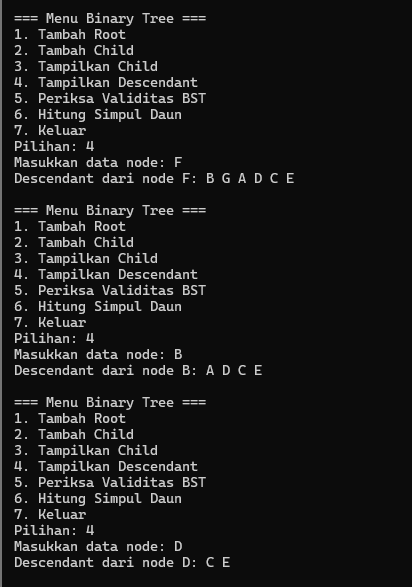 === Menu Binary Tree ===
1. Tambah Root
2. Tambah Child
3. Tampilkan Child
4. Tampilkan Descendant
5. Periksa Validitas BST
6. Hitung Simpul Daun
7. Keluar
Pilihan: 4
Masukkan data node: F
Descendant dari node F: B G A D C E
=== Menu Binary Tree ===
1. Tambah Root
2. Tambah Child
3. Tampilkan Child
4. Tampilkan Descendant
5. Periksa Validitas BST
6. Hitung Simpul Daun
7. Keluar
Pilihan: 4
Masukkan data node: B
Descendant dari node B: A D C E
=== Menu Binary Tree ===
1. Tambah Root
2. Tambah Child
3. Tampilkan Child
4. Tampilkan Descendant
5. Periksa Validitas BST
6. Hitung Simpul Daun
7. Keluar
Pilihan: 4
Masukkan data node: D
Descendant dari node D: C E